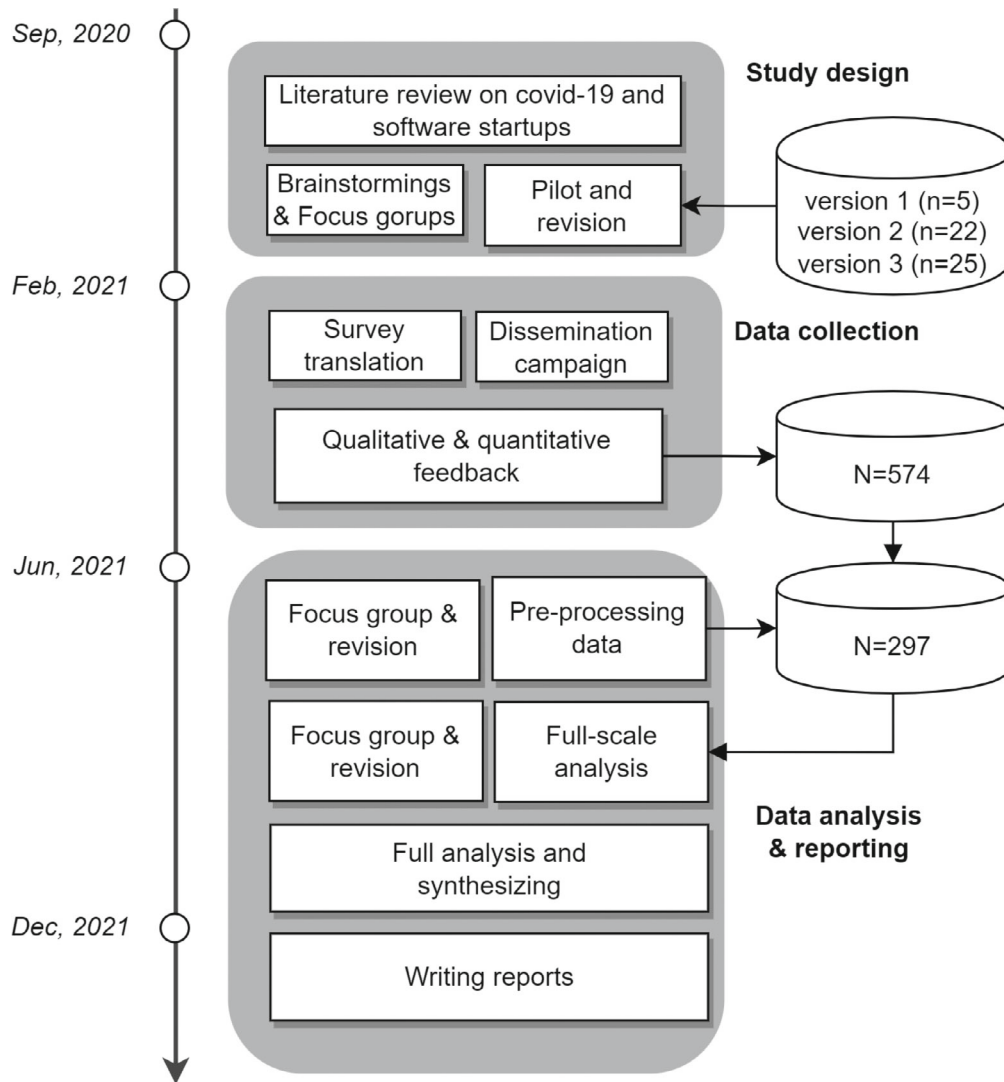 Sep, 2020
Study design
Literature review on covid-19 and
software startups
Brainstormings
& Focus gorups
Pilot and
revision
version 1 (n=5)
version 2 (n=22)
version 3 (n=25)
Feb, 2021
Data collection
Survey
translation
Dissemination
campaign
Qualitative & quantitative
feedback
N=574
Jun, 2021
Focus group &
revision
Pre-processing
data
N=297
Focus group &
revision
Full-scale
analysis
Data analysis
& reporting
Full analysis and
synthesizing
Dec, 2021
Writing reports